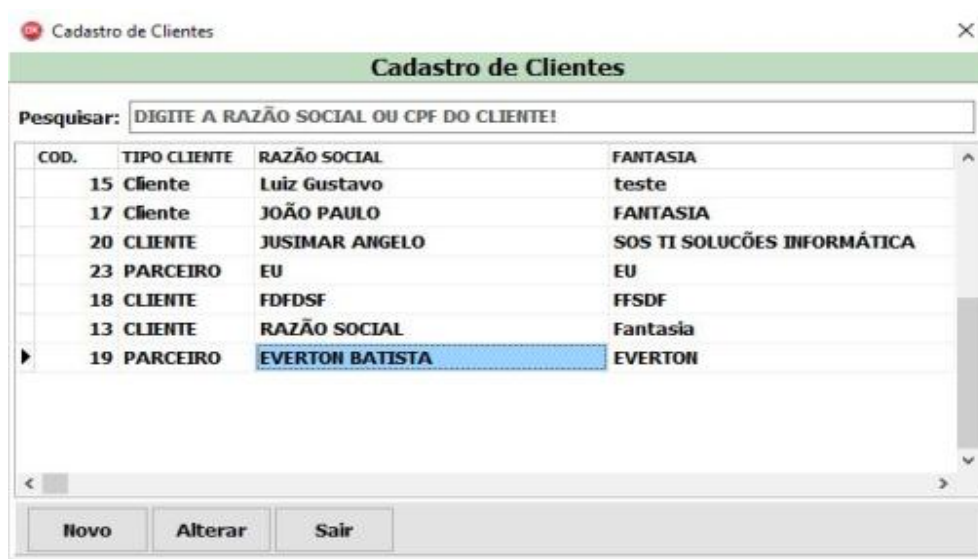 Cadastro de Clientes
Cadastro de Clientes
Pesquisar: DIGITE A RAZÃO SOCIAL OU CPF DO CLIENTE!
COD. TIPO CLIENTE RAZÃO SOCIAL FANTASIA
15 Cliente Luiz Gustavo teste
17 Cliente JOÃO PAULO FANTASIA
20 CLIENTE JUSIMAR ANGELO SOS TI SOLUCÕES INFORMÁTICA
23 PARCEIRO EU EU
18 CLIENTE FDFDSF FFSDF
13 CLIENTE RAZÃO SOCIAL Fantasia
19 PARCEIRO EVERTON BATISTA EVERTON
Novo Alterar Sair